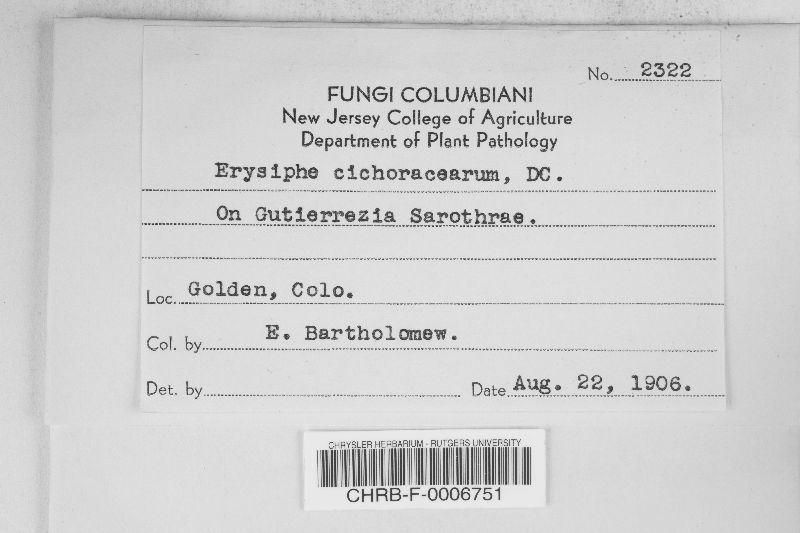 No. 2322
FUNGI COLUMBIANI
New Jersey College of Agriculture
Department of Plant Pathology
Erysiphe cichoracearum, DC.
On Gutierrezia Sarothrae.
Loc. Golden, Colo.
Col. by E. Bartholomew.
Det. by Date Aug. 22, 1906.
CHRYSLER HERBARIUM - RUTGERS UNIVERSITY
CHRB-F-0006751